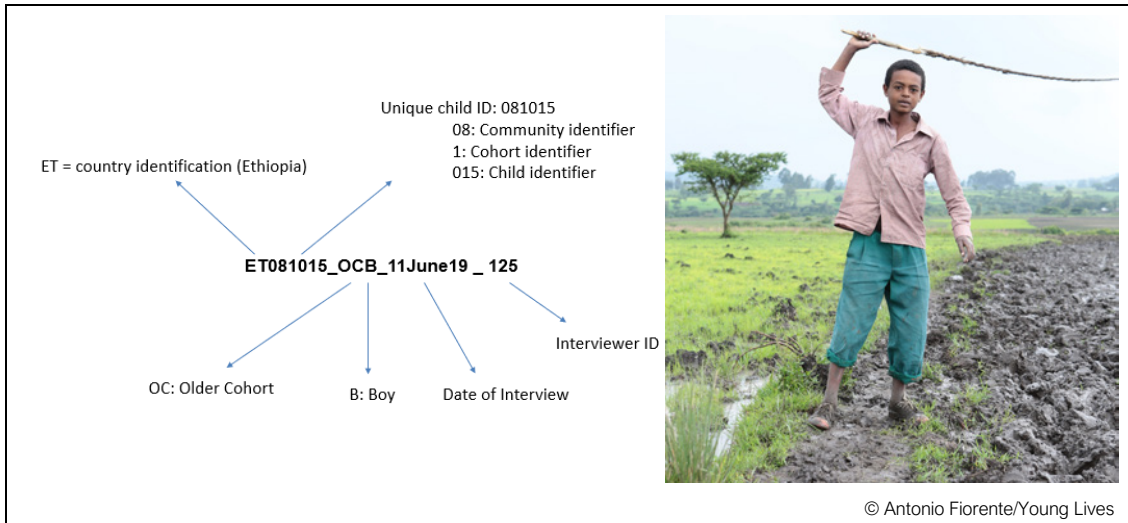 Unique child ID: 081015
08: Community identifier
1: Cohort identifier
015: Child identifier
ET = country identification (Ethiopia)
ET081015_OCB_11June19 _ 125
Interviewer ID
OC: Older Cohort
B: Boy
Date of Interview
© Antonio Fiorente/Young Lives